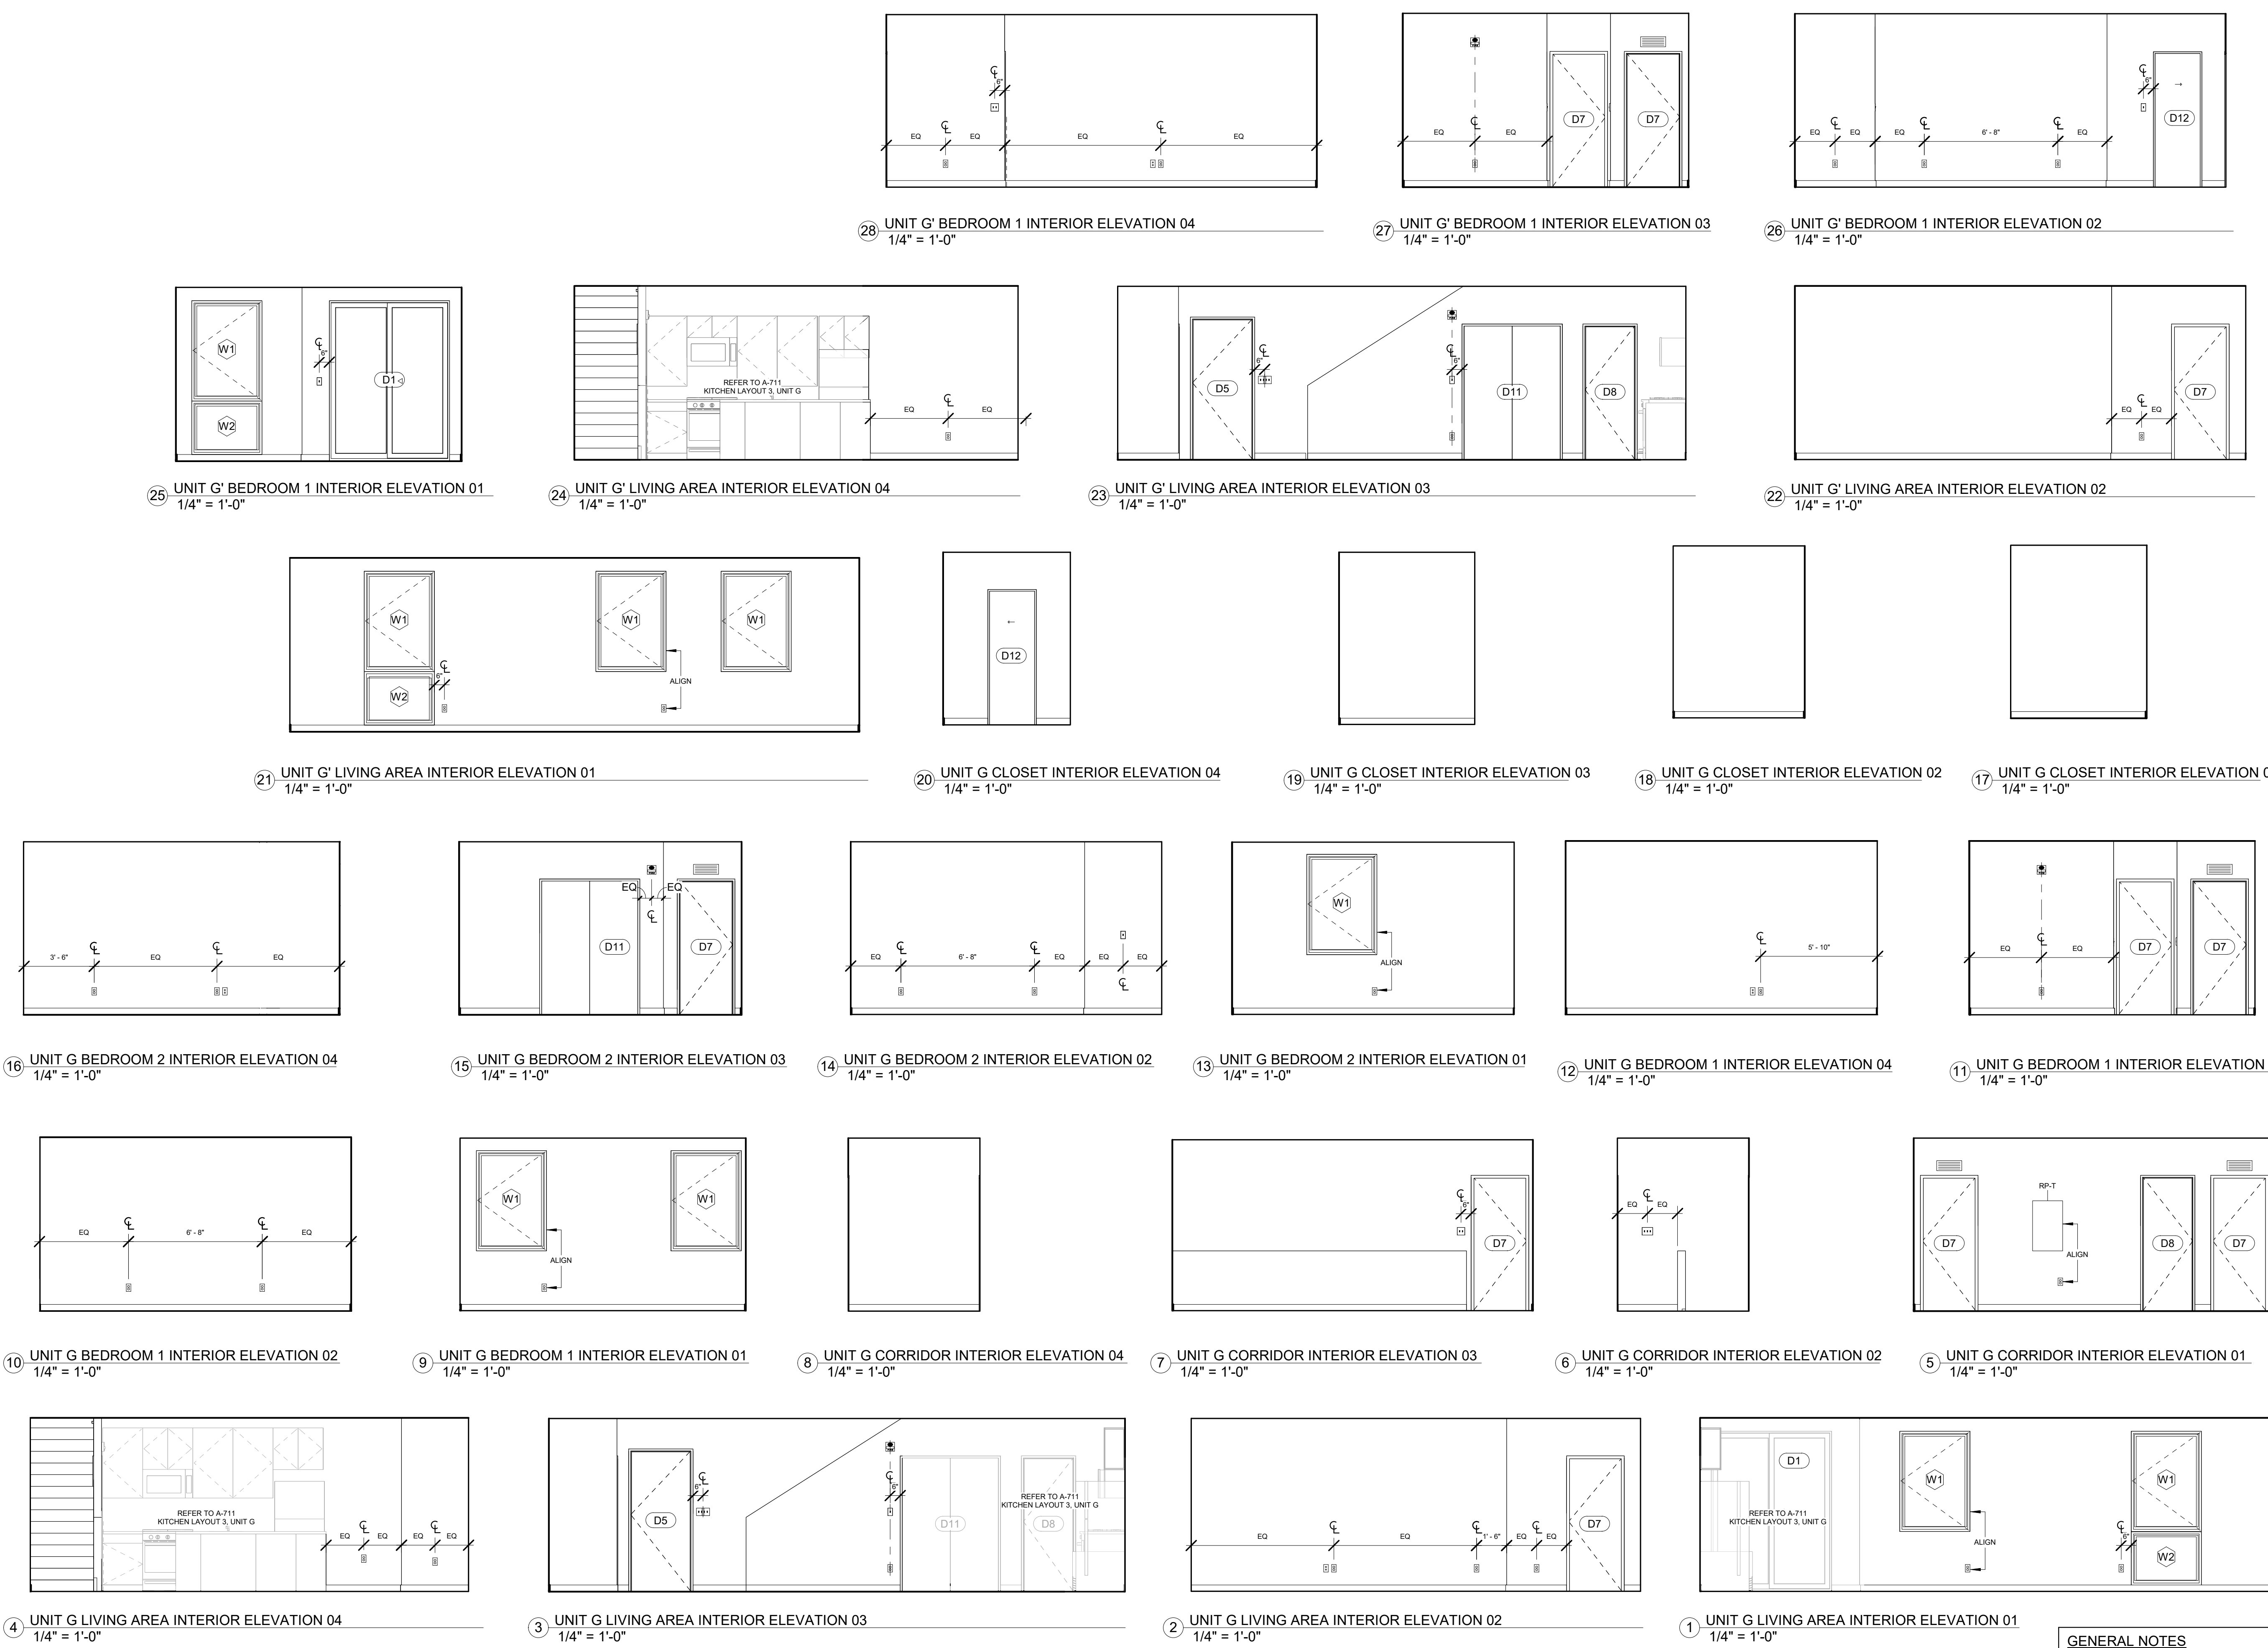 ℄
6"
EQ
℄
EQ
EQ
℄
EQ
28
UNIT G' BEDROOM 1 INTERIOR ELEVATION 04
1/4" = 1'-0"
EQ
℄
EQ
D7
D7
27
UNIT G' BEDROOM 1 INTERIOR ELEVATION 03
1/4" = 1'-0"
℄
6"
D12
EQ
℄
EQ
EQ
℄
6' - 8"
℄
EQ
26
UNIT G' BEDROOM 1 INTERIOR ELEVATION 02
1/4" = 1'-0"
W1
W2
℄
6"
D1
25
UNIT G' BEDROOM 1 INTERIOR ELEVATION 01
1/4" = 1'-0"
REFER TO A-711
KITCHEN LAYOUT 3, UNIT G
EQ
℄
EQ
24
UNIT G' LIVING AREA INTERIOR ELEVATION 04
1/4" = 1'-0"
D5
℄
6"
℄
6"
D11
D8
23
UNIT G' LIVING AREA INTERIOR ELEVATION 03
1/4" = 1'-0"
EQ
℄
EQ
D7
22
UNIT G' LIVING AREA INTERIOR ELEVATION 02
1/4" = 1'-0"
W1
W2
℄
6"
W1
ALIGN
W1
21
UNIT G' LIVING AREA INTERIOR ELEVATION 01
1/4" = 1'-0"
D12
20
UNIT G CLOSET INTERIOR ELEVATION 04
1/4" = 1'-0"
19
UNIT G CLOSET INTERIOR ELEVATION 03
1/4" = 1'-0"
18
UNIT G CLOSET INTERIOR ELEVATION 02
1/4" = 1'-0"
17
UNIT G CLOSET INTERIOR ELEVATION
1/4" = 1'-0"
3' - 6"
℄
EQ
℄
EQ
16
UNIT G BEDROOM 2 INTERIOR ELEVATION 04
1/4" = 1'-0"
EQ
EQ
℄
D11
D7
15
UNIT G BEDROOM 2 INTERIOR ELEVATION 03
1/4" = 1'-0"
EQ
℄
6' - 8"
℄
EQ
EQ
EQ
℄
14
UNIT G BEDROOM 2 INTERIOR ELEVATION 02
1/4" = 1'-0"
W1
ALIGN
13
UNIT G BEDROOM 2 INTERIOR ELEVATION 01
1/4" = 1'-0"
℄
5' - 10"
12
UNIT G BEDROOM 1 INTERIOR ELEVATION 04
1/4" = 1'-0"
EQ
℄
EQ
D7
D7
11
UNIT G BEDROOM 1 INTERIOR ELEVATION
1/4" = 1'-0"
EQ
℄
6' - 8"
℄
EQ
10
UNIT G BEDROOM 1 INTERIOR ELEVATION 02
1/4" = 1'-0"
W1
ALIGN
W1
9
UNIT G BEDROOM 1 INTERIOR ELEVATION 01
1/4" = 1'-0"
8
UNIT G CORRIDOR INTERIOR ELEVATION 04
1/4" = 1'-0"
℄
6"
D7
7
UNIT G CORRIDOR INTERIOR ELEVATION 03
1/4" = 1'-0"
EQ
℄
EQ
6
UNIT G CORRIDOR INTERIOR ELEVATION 02
1/4" = 1'-0"
D7
RP-T
ALIGN
D8
D7
5
UNIT G CORRIDOR INTERIOR ELEVATION 01
1/4" = 1'-0"
REFER TO A-711
KITCHEN LAYOUT 3, UNIT G
EQ
℄
EQ
EQ
℄
EQ
4
UNIT G LIVING AREA INTERIOR ELEVATION 04
1/4" = 1'-0"
D5
℄
6"
℄
6"
D11
REFER TO A-711
KITCHEN LAYOUT 3, UNIT G
D8
3
UNIT G LIVING AREA INTERIOR ELEVATION 03
1/4" = 1'-0"
EQ
℄
EQ
℄
1' - 6"
EQ
℄
EQ
D7
2
UNIT G LIVING AREA INTERIOR ELEVATION 02
1/4" = 1'-0"
D1
REFER TO A-711
KITCHEN LAYOUT 3, UNIT G
W1
ALIGN
℄
6"
W1
W2
1
UNIT G LIVING AREA INTERIOR ELEVATION 01
1/4" = 1'-0"
GENERAL NOTES